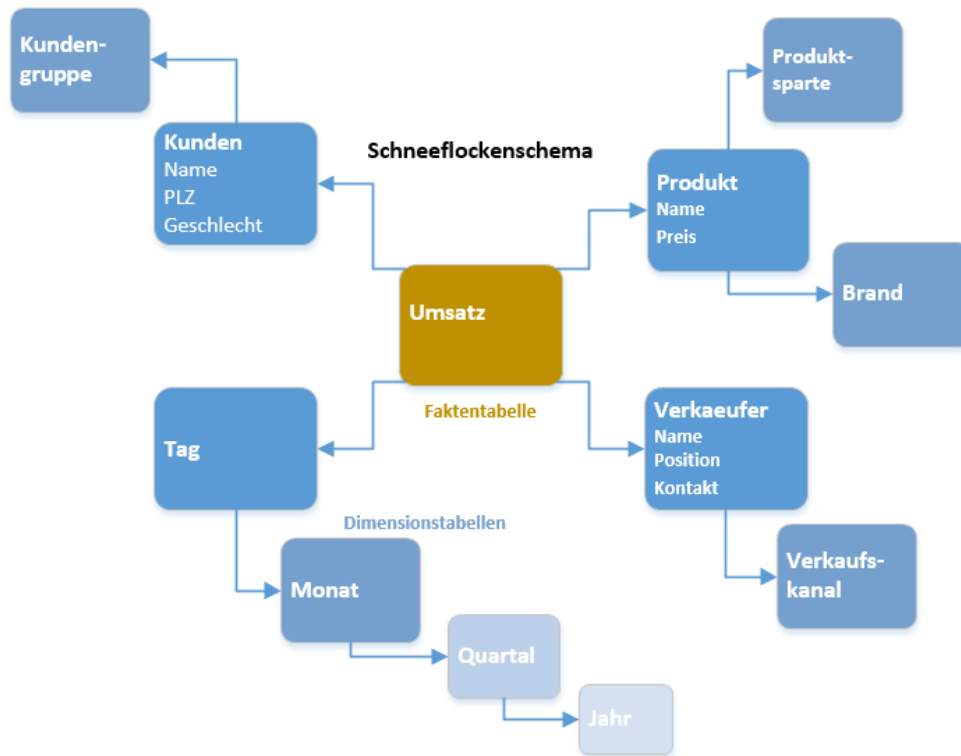 Kunden-
gruppe
Produkt-
sparte
Kunden
Name
PLZ
Geschlecht
Schneeflockenschema
Produkt
Name
Preis
Brand
Umsatz
Faktentabelle
Tag
Verkaeufer
Name
Position
Kontakt
Dimensionstabellen
Monat
Verkaufs-
kanal
Quartal
Jahr